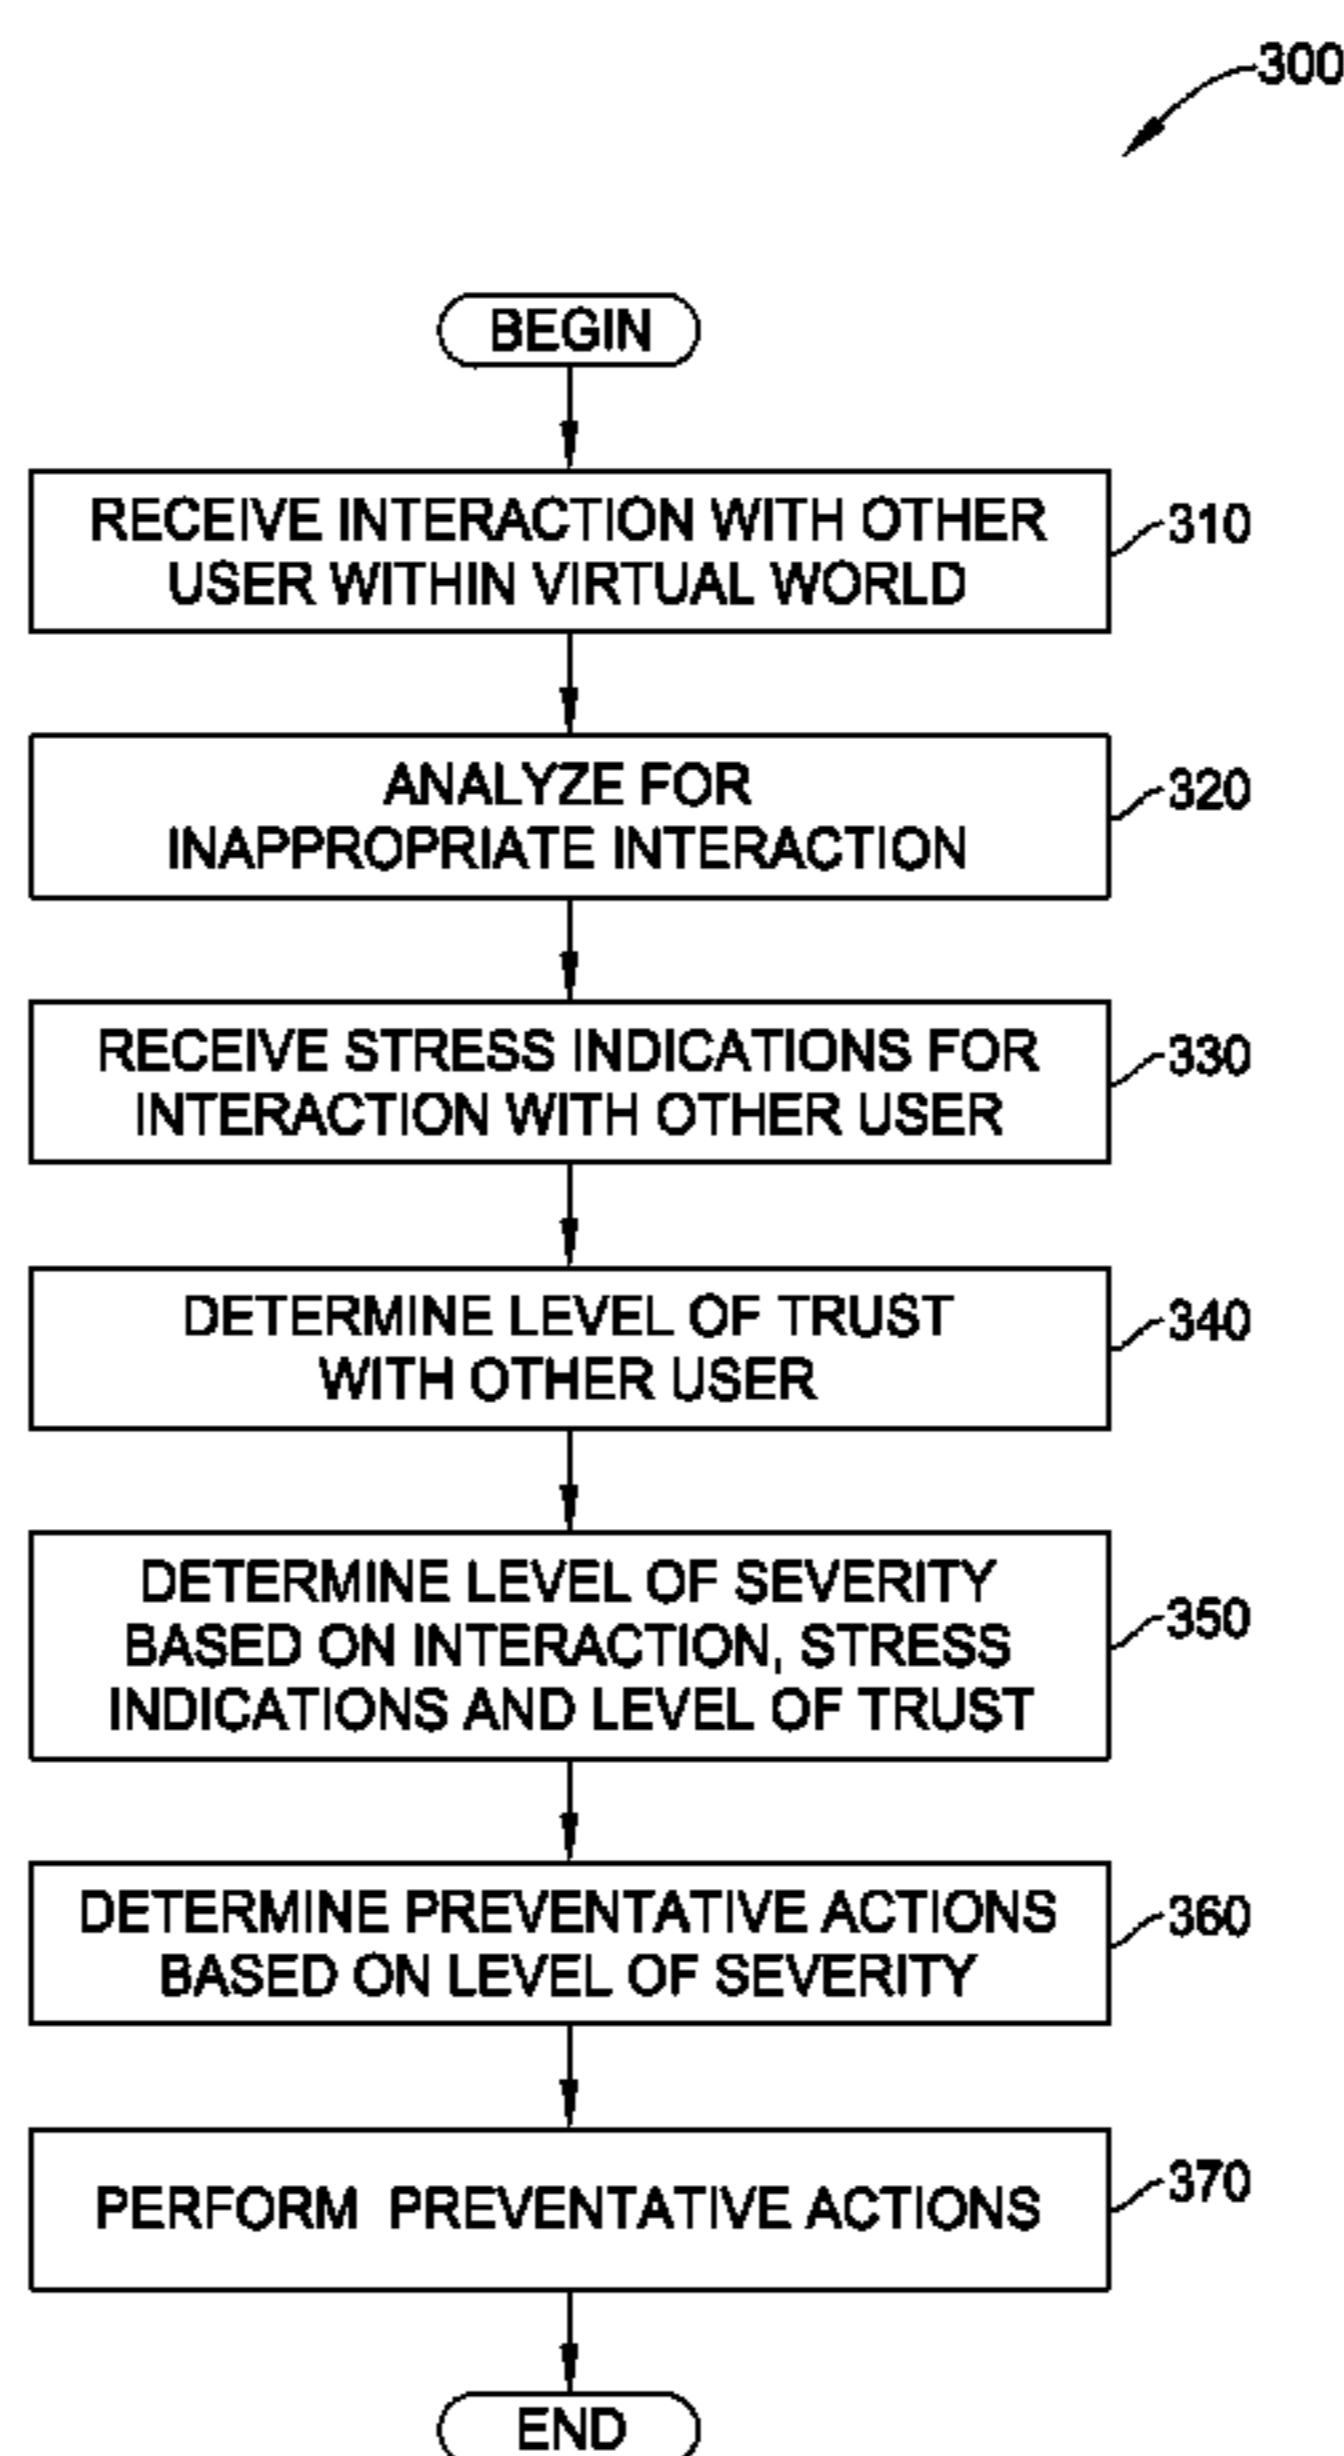 300
BEGIN
RECEIVE INTERACTION WITH OTHER
USER WITHIN VIRTUAL WORLD
310
ANALYZE FOR
INAPPROPRIATE INTERACTION
320
RECEIVE STRESS INDICATIONS FOR
INTERACTION WITH OTHER USER
330
DETERMINE LEVEL OF TRUST
WITH OTHER USER
340
DETERMINE LEVEL OF SEVERITY
BASED ON INTERACTION, STRESS
INDICATIONS AND LEVEL OF TRUST
350
DETERMINE PREVENTATIVE ACTIONS
BASED ON LEVEL OF SEVERITY
360
PERFORM PREVENTATIVE ACTIONS
370
END